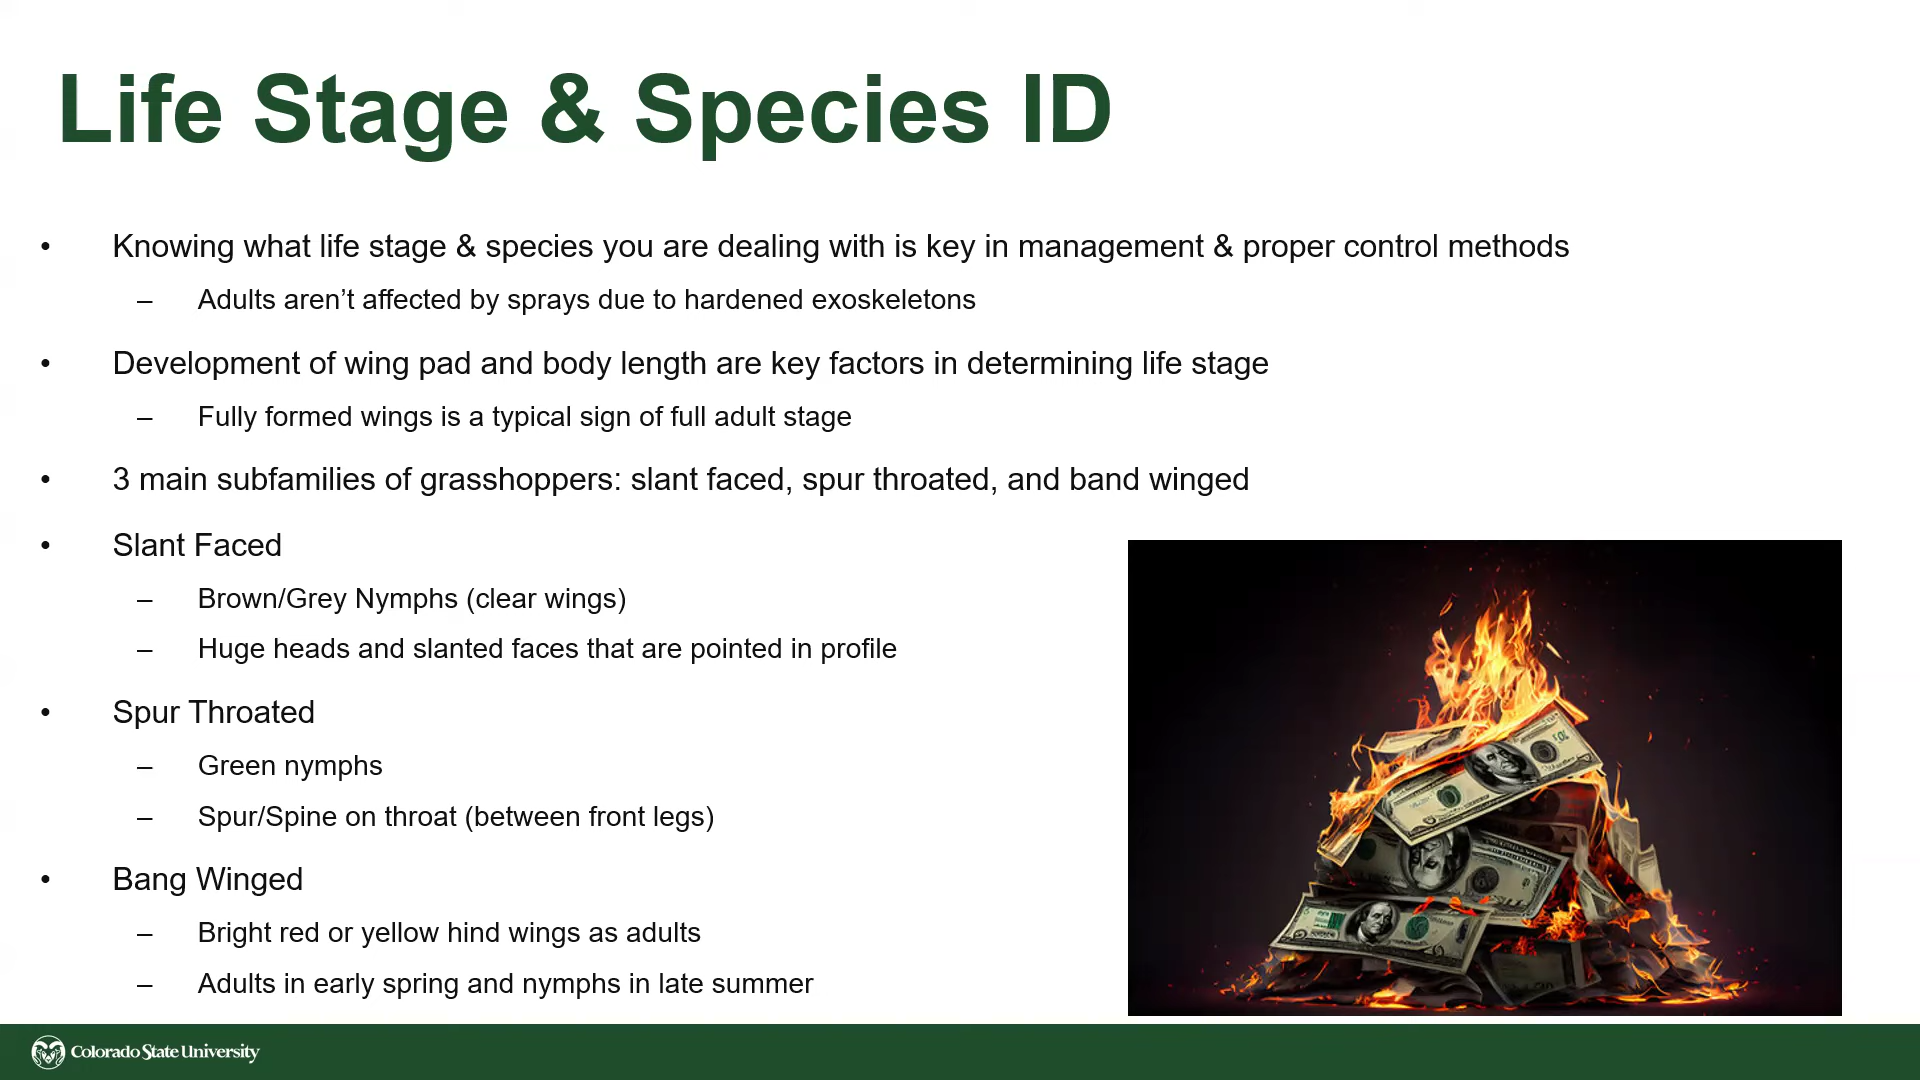 Life Stage & Species ID
• Knowing what life stage & species you are dealing with is key in management & proper control methods
– Adults aren’t affected by sprays due to hardened exoskeletons
• Development of wing pad and body length are key factors in determining life stage
– Fully formed wings is a typical sign of full adult stage
• 3 main subfamilies of grasshoppers: slant faced, spur throated, and band winged
• Slant Faced
– Brown/Grey Nymphs (clear wings)
– Huge heads and slanted faces that are pointed in profile
• Spur Throated
– Green nymphs
– Spur/Spine on throat (between front legs)
• Bang Winged
– Bright red or yellow hind wings as adults
– Adults in early spring and nymphs in late summer
Colorado State University